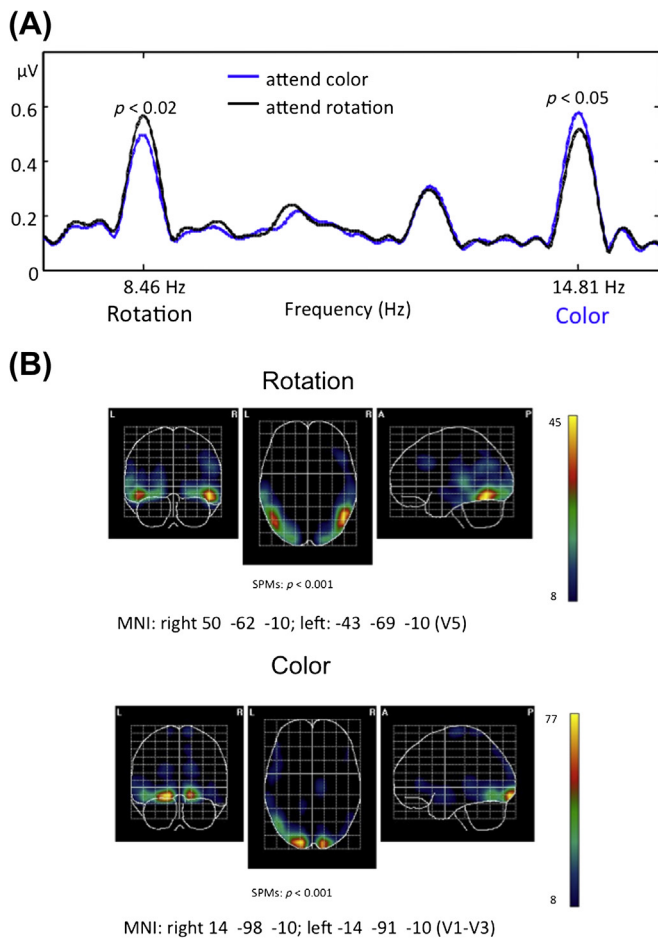 (A)
μV
0.6
0.4
0.2
0
attend color
attend rotation
p < 0.02
p < 0.05
8.46 Hz
14.81 Hz
Rotation
Frequency (Hz)
Color
(B)
Rotation
L R L R A P
45
8
SPMs: p < 0.001
MNI: right 50 -62 -10; left: -43 -69 -10 (V5)
Color
L R L R A P
77
8
SPMs: p < 0.001
MNI: right 14 -98 -10; left -14 -91 -10 (V1-V3)